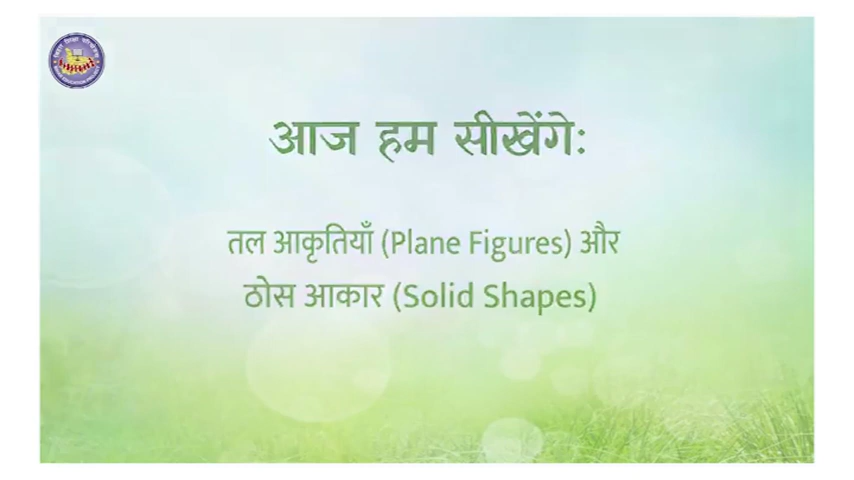 आज हम सीखेंगे:
तल आकृतियाँ (Plane Figures) और
ठोस आकार (Solid Shapes)